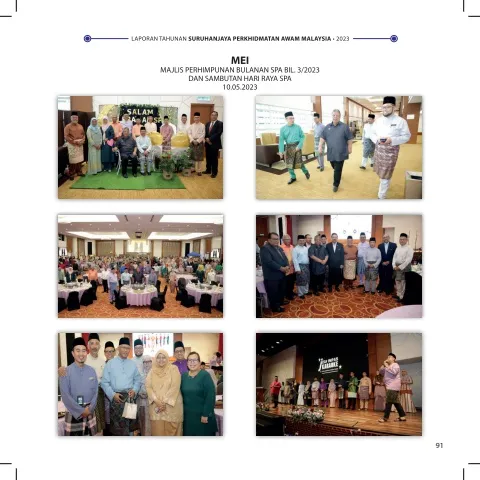 LAPORAN TAHUNAN SURUHANJAYA PERKHIDMATAN AWAM MALAYSIA • 2023
MEI
MAJLIS PERHIMPUNAN BULANAN SPA BIL. 3/2023
DAN SAMBUTAN HARI RAYA SPA
10.05.2023
SALAM
91